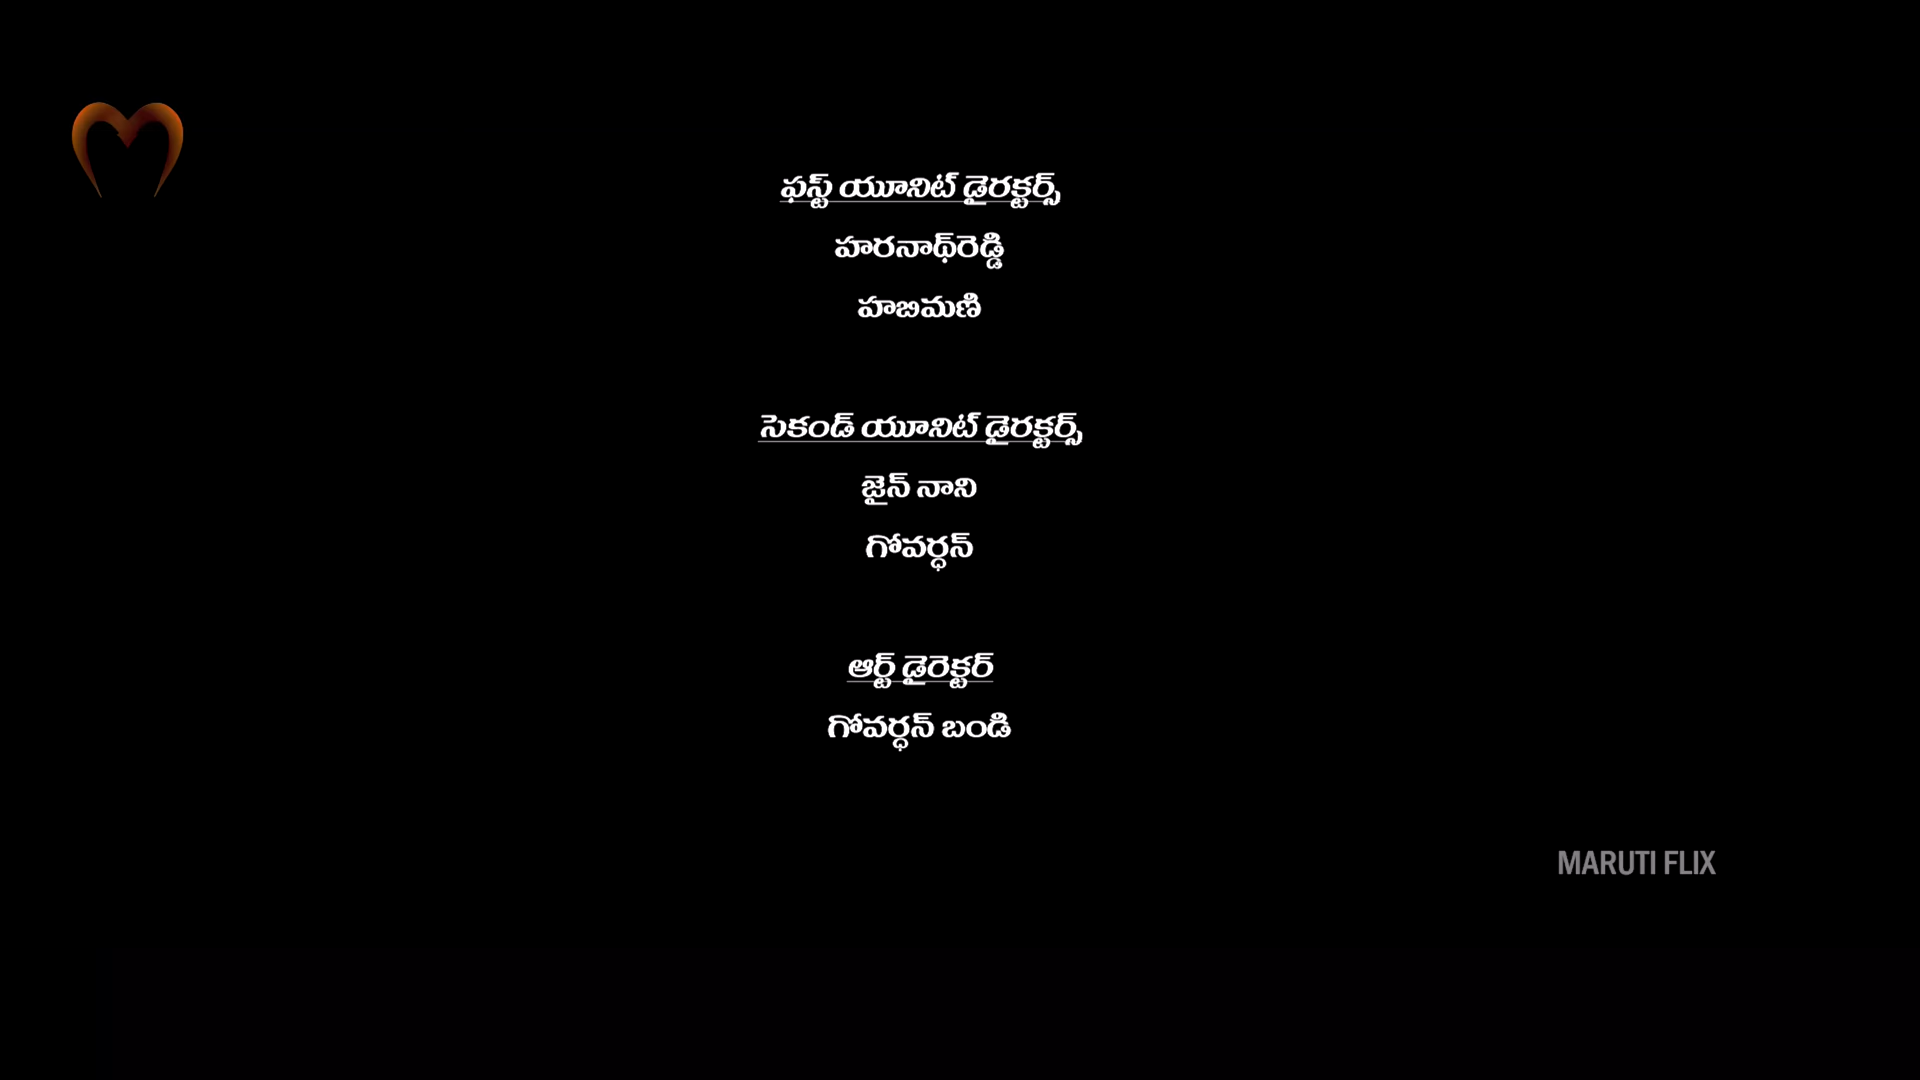 ఫస్ట్ యూనిట్ డైరక్టర్స్
హరనాథ్‌రెడ్డి
హబిమణి
సెకండ్ యూనిట్ డైరక్టర్స్
జైన్ నాని
గోవర్ధన్
ఆర్ట్ డైరెక్టర్
గోవర్ధన్ బండి
MARUTI FLIX